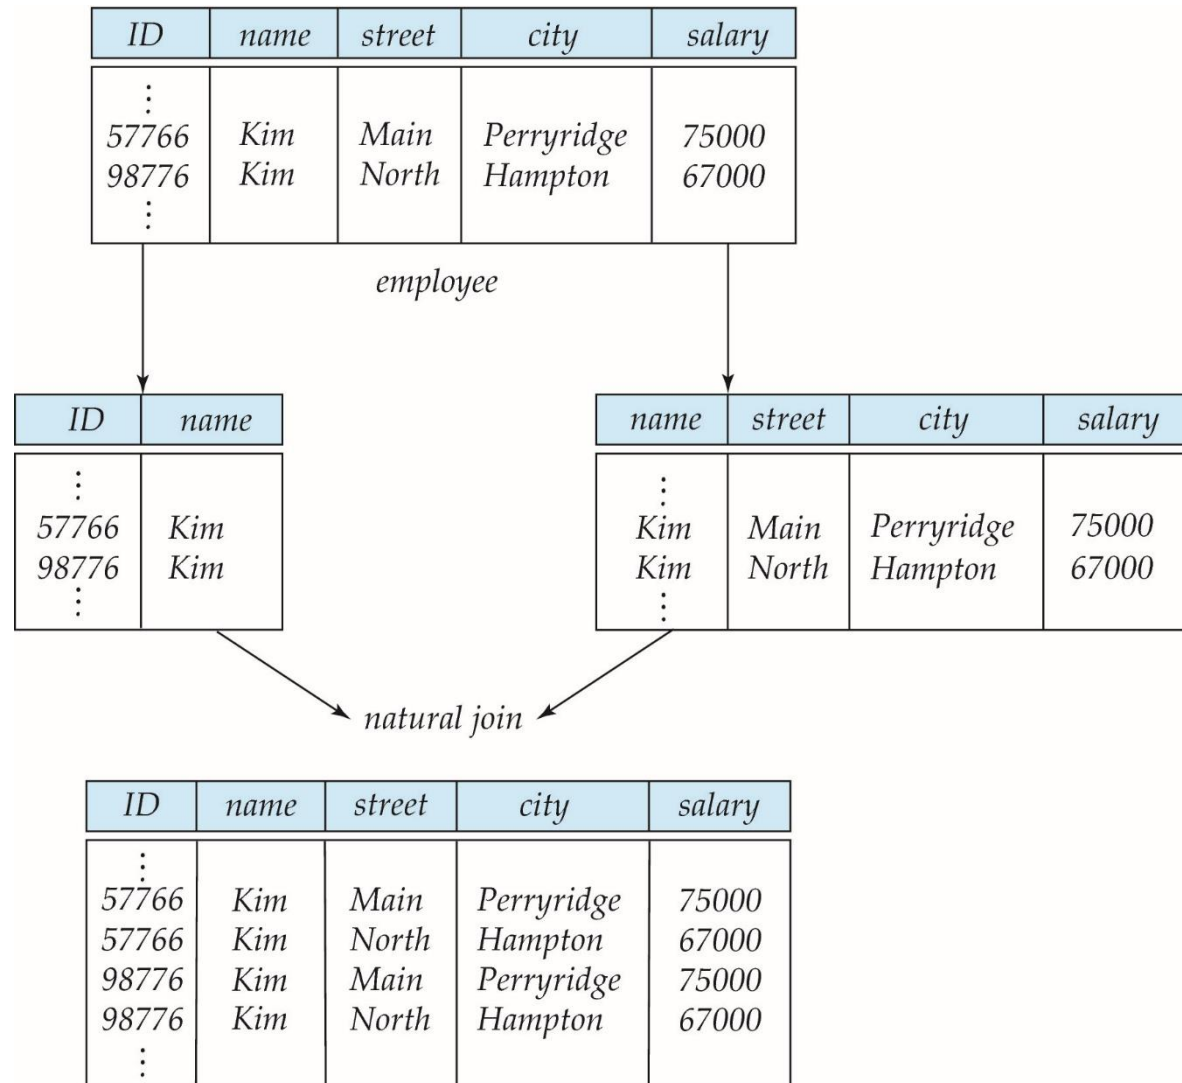 ID name street city salary
⋮
57766 Kim Main Perryridge 75000
98776 Kim North Hampton 67000
⋮
employee
ID name
⋮
57766 Kim
98776 Kim
⋮
name street city salary
⋮
Kim Main Perryridge 75000
Kim North Hampton 67000
⋮
natural join
ID name street city salary
⋮
57766 Kim Main Perryridge 75000
57766 Kim North Hampton 67000
98776 Kim Main Perryridge 75000
98776 Kim North Hampton 67000
⋮